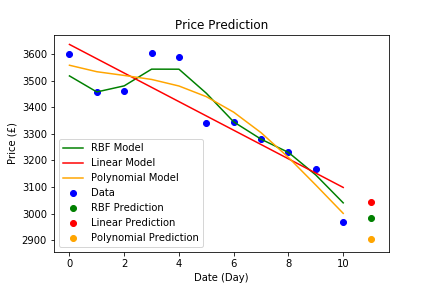 Price Prediction
Price (£)
3600
3500
3400
3300
3200
3100
3000
2900
RBF Model
Linear Model
Polynomial Model
Data
RBF Prediction
Linear Prediction
Polynomial Prediction
0 2 4 6 8 10
Date (Day)